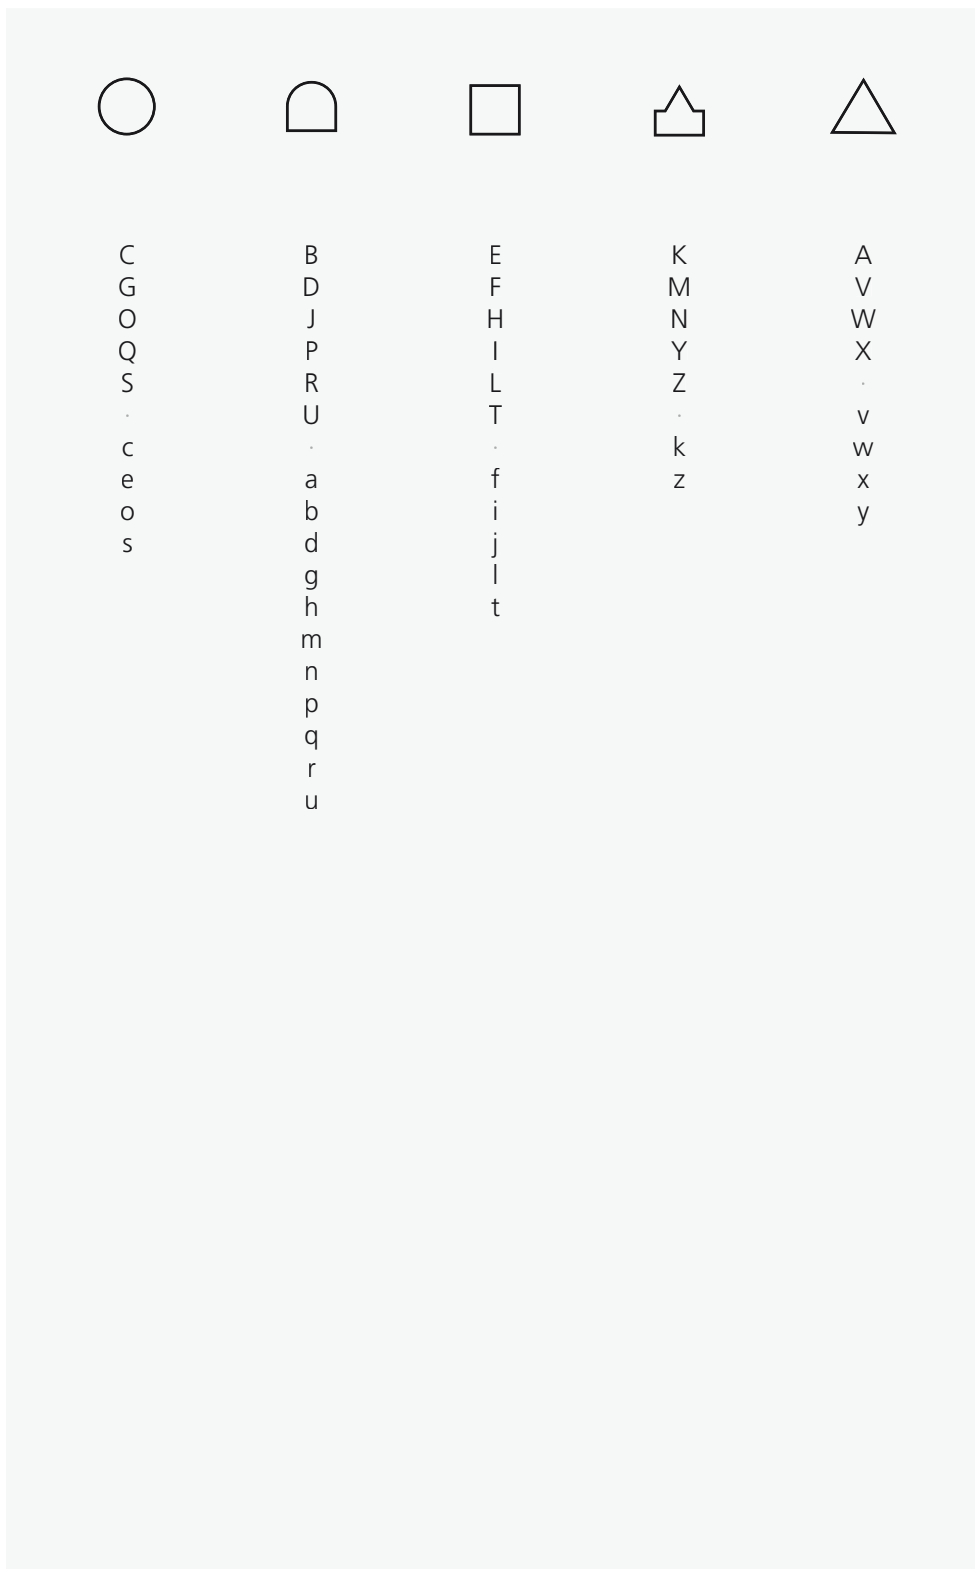 C
G
O
Q
S
·
c
e
o
s
B
D
J
P
R
U
·
a
b
d
g
h
m
n
p
q
r
u
E
F
H
I
L
T
·
f
i
j
l
t
K
M
N
Y
Z
·
k
z
A
V
W
X
·
v
w
x
y